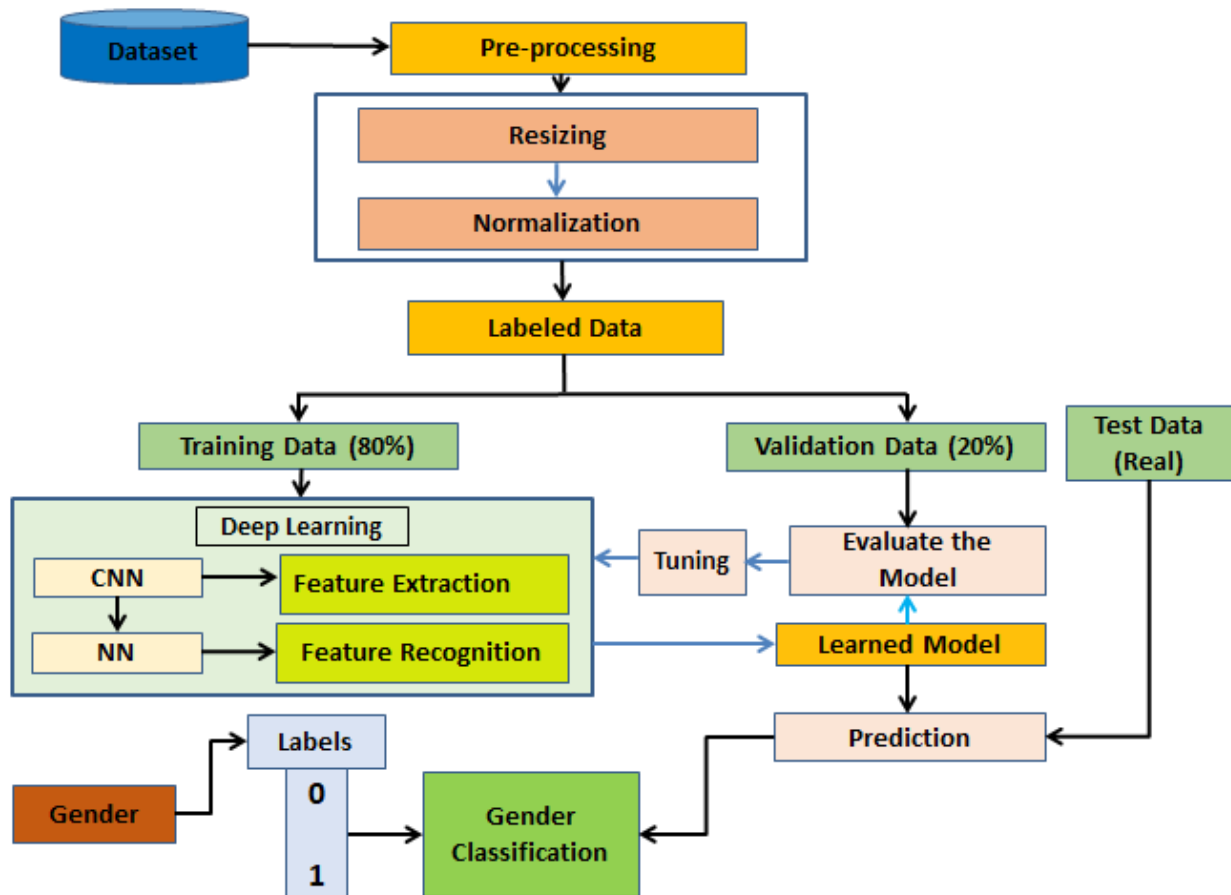 Dataset
Pre-processing
Resizing
Normalization
Labeled Data
Training Data (80%)
Validation Data (20%)
Test Data
(Real)
Deep Learning
CNN
Feature Extraction
NN
Feature Recognition
Tuning
Evaluate the
Model
Learned Model
Prediction
Labels
0
1
Gender
Gender
Classification